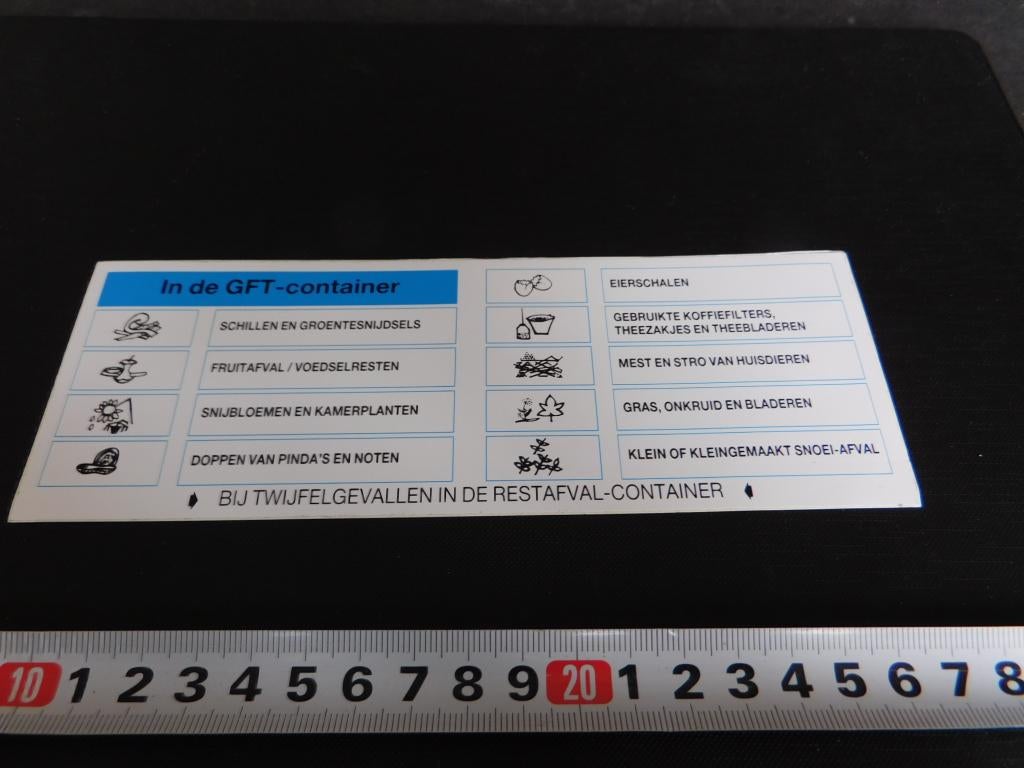 In de GFT-container
SCHILLEN EN GROENTESNIJDSELS
FRUITAFVAL / VOEDSELRESTEN
SNIJBLOEMEN EN KAMERPLANTEN
DOPPEN VAN PINDA'S EN NOTEN
EIERSCHALEN
GEBRUIKTE KOFFIEFILTERS,
THEEZAKJES EN THEEBLADEREN
MEST EN STRO VAN HUISDIEREN
GRAS, ONKRUID EN BLADEREN
KLEIN OF KLEINGEMAAKT SNOEI-AFVAL
BIJ TWIJFELGEVALLEN IN DE RESTAFVAL-CONTAINER
10 1 2 3 4 5 6 7 8 9 20 1 2 3 4 5 6 7 8